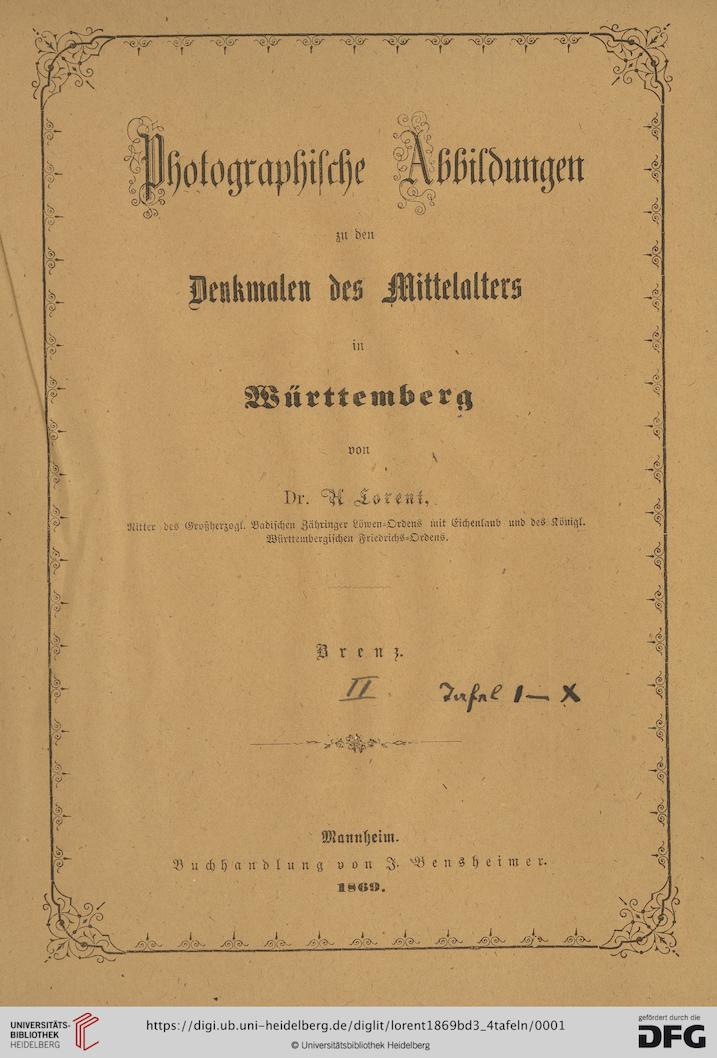 Photographische Abbildungen
zu den
Denkmalen des Mittelalters
in
Württemberg
von
Dr. A Lorent,
Ritter des Großherzogl. Badischen Zähringer Löwen=Ordens mit Eichenlaub und des Königl.
Württembergischen Friedrichs=Ordens.
Brenz.
II
Tafel I — X
Mannheim.
Buchhandlung von J. Bensheimer.
1869.
UNIVERSITÄTS-
BIBLIOTHEK
HEIDELBERG
https://digi.ub.uni-heidelberg.de/diglit/lorent1869bd3_4tafeln/0001
© Universitätsbibliothek Heidelberg
gefördert durch die
DFG